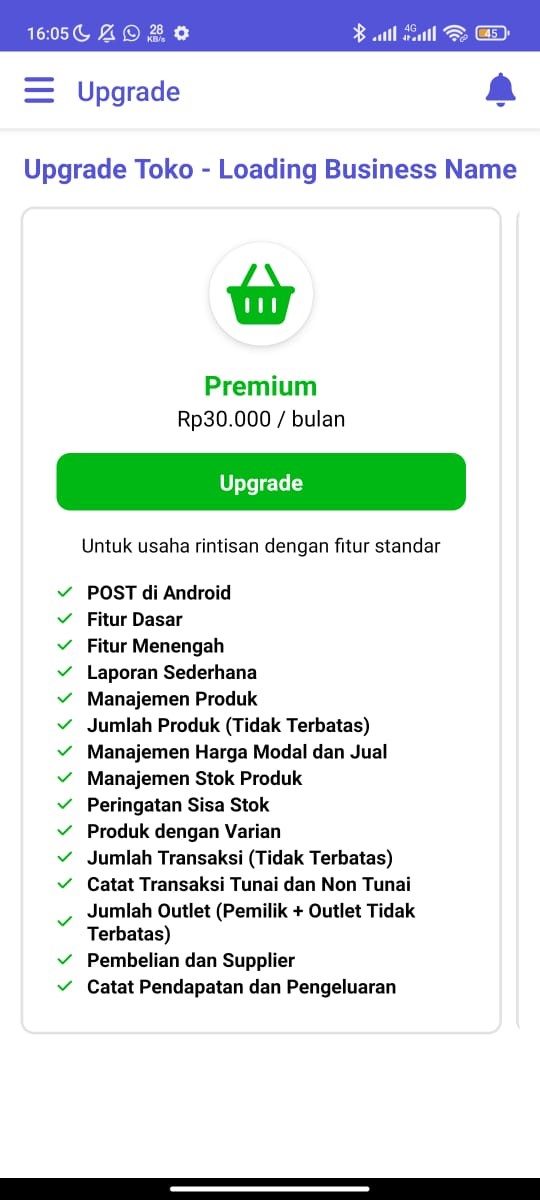 16:05
28
KB/s
4G
45
Upgrade
Upgrade Toko - Loading Business Name
Premium
Rp30.000 / bulan
Upgrade
Untuk usaha rintisan dengan fitur standar
POST di Android
Fitur Dasar
Fitur Menengah
Laporan Sederhana
Manajemen Produk
Jumlah Produk (Tidak Terbatas)
Manajemen Harga Modal dan Jual
Manajemen Stok Produk
Peringatan Sisa Stok
Produk dengan Varian
Jumlah Transaksi (Tidak Terbatas)
Catat Transaksi Tunai dan Non Tunai
Jumlah Outlet (Pemilik + Outlet Tidak
Terbatas)
Pembelian dan Supplier
Catat Pendapatan dan Pengeluaran